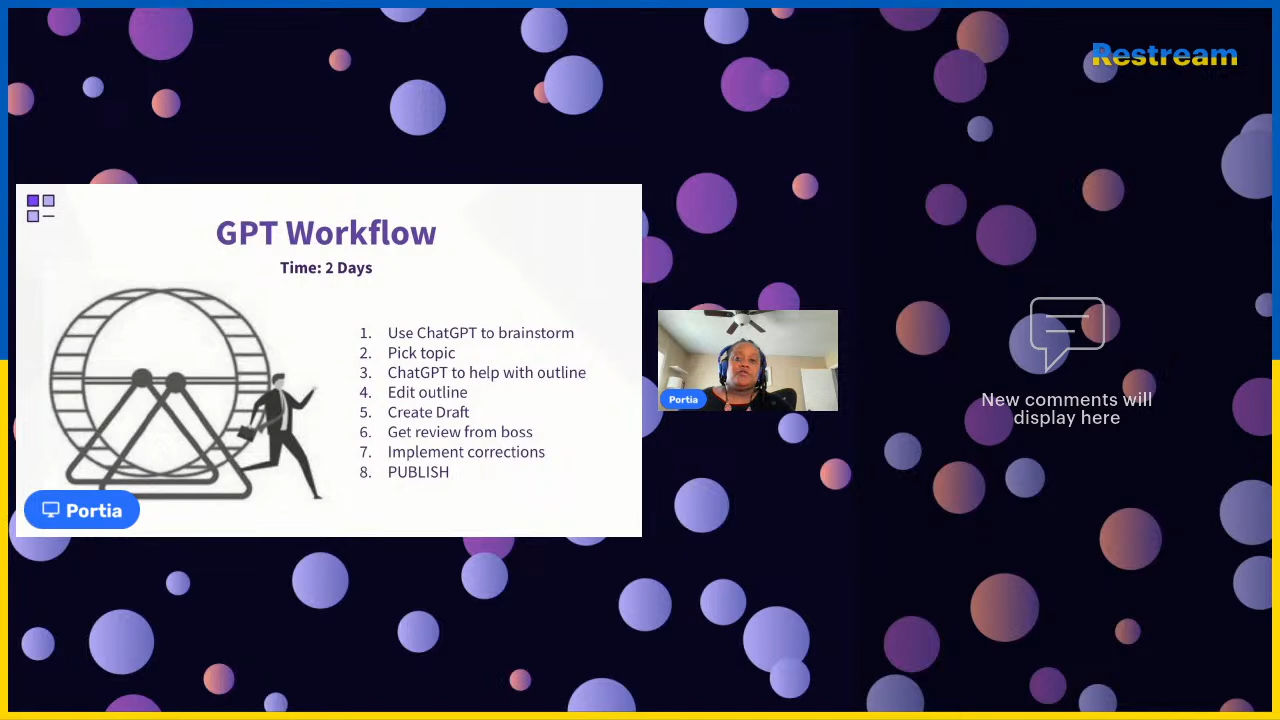 Restream
GPT Workflow
Time: 2 Days
1. Use ChatGPT to brainstorm
2. Pick topic
3. ChatGPT to help with outline
4. Edit outline
5. Create Draft
6. Get review from boss
7. Implement corrections
8. PUBLISH
Portia
Portia
New comments will
display here